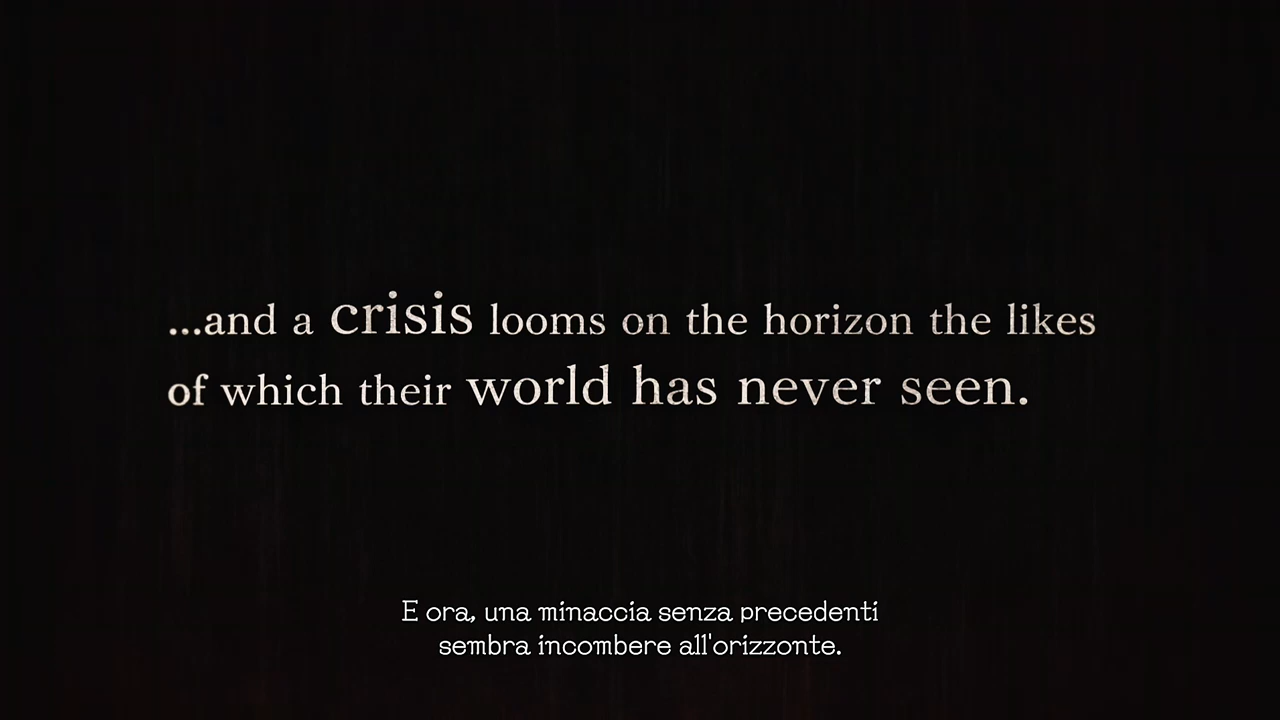 ...and a crisis looms on the horizon the likes
of which their world has never seen.
E ora, una minaccia senza precedenti
sembra incombere all'orizzonte.